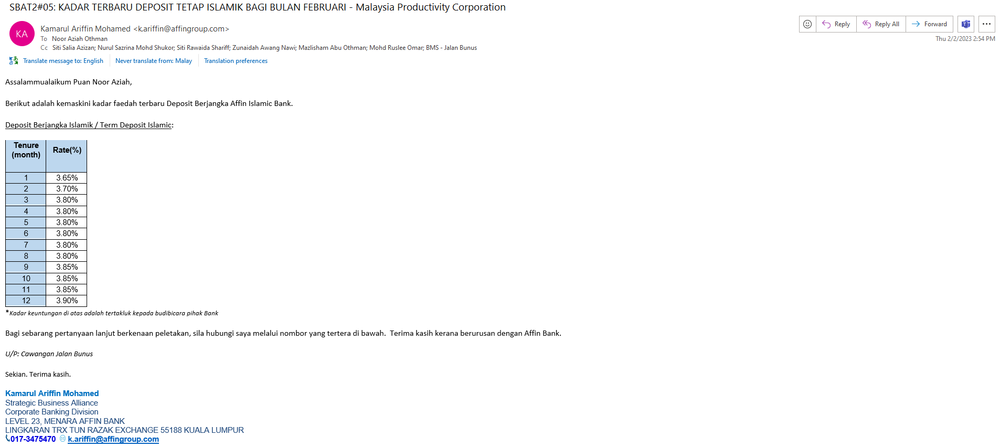 SBAT2#05: KADAR TERBARU DEPOSIT TETAP ISLAMIK BAGI BULAN FEBRUARI - Malaysia Productivity Corporation
KA
Kamarul Ariffin Mohamed <k.ariffin@affingroup.com>
To Noor Aziah Othman
Cc Siti Salia Azizan; Nurul Sazrina Mohd Shukor; Siti Rawaida Shariff; Zunaidah Awang Nawi; Mazlisham Abu Othman; Mohd Ruslee Omar; BMS - Jalan Bunus
Reply Reply All Forward
Thu 2/2/2023 2:54 PM
Translate message to: English Never translate from: Malay Translation preferences
Assalammualaikum Puan Noor Aziah,
Berikut adalah kemaskini kadar faedah terbaru Deposit Berjangka Affin Islamic Bank.
Deposit Berjangka Islamik / Term Deposit Islamic:
Tenure (month) Rate(%)
1 3.65%
2 3.70%
3 3.80%
4 3.80%
5 3.80%
6 3.80%
7 3.80%
8 3.80%
9 3.85%
10 3.85%
11 3.85%
12 3.90%
*Kadar keuntungan di atas adalah tertakluk kepada budibicara pihak Bank
Bagi sebarang pertanyaan lanjut berkenaan peletakan, sila hubungi saya melalui nombor yang tertera di bawah. Terima kasih kerana berurusan dengan Affin Bank.
U/P: Cawangan Jalan Bunus
Sekian. Terima kasih.
Kamarul Ariffin Mohamed
Strategic Business Alliance
Corporate Banking Division
LEVEL 23, MENARA AFFIN BANK
LINGKARAN TRX TUN RAZAK EXCHANGE 55188 KUALA LUMPUR
017-3475470 k.ariffin@affingroup.com